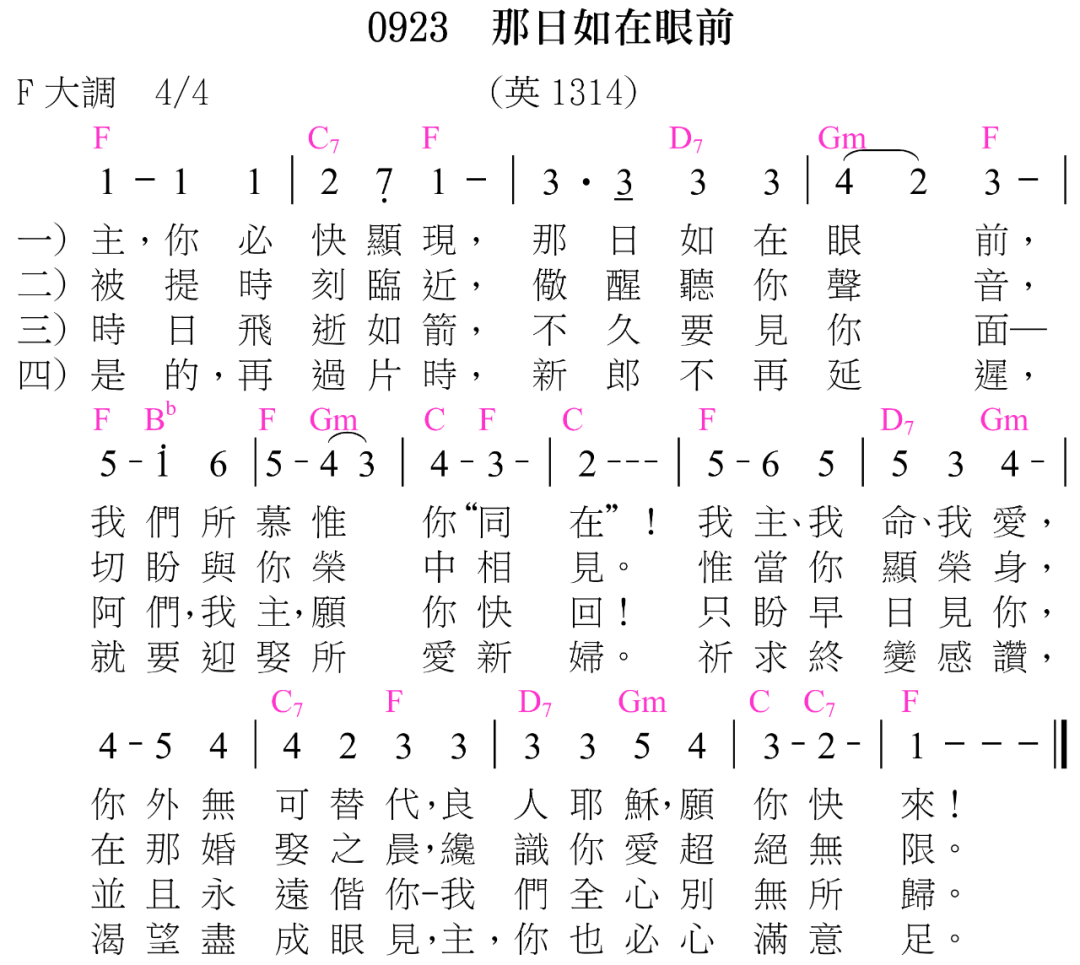 0923 那日如在眼前
F大調 4/4 (英1314)
F C7 F D7 Gm F
1 - 1 1 | 2 7̣ 1 - | 3 · 3̲ 3 3 | 4 2 3 - |
一) 主，你必快顯現，那日如在眼前，
二) 被提時刻臨近，儆醒聽你聲音，
三) 時日飛逝如箭，不久要見你面—
四) 是的，再過片時，新郎不再延遲，
F Bb F Gm C F C F D7 Gm
5 - 1̇ 6 | 5 - 4 3 | 4 - 3 - | 2 - - - | 5 - 6 5 | 5 3 4 - |
我們所慕惟你“同在”！我主、我命、我愛，
切盼與你榮中相見。惟當你顯榮身，
阿們，我主，願你快回！只盼早日見你，
就要迎娶所愛新婦。祈求終變感讚，
C7 F D7 Gm C C7 F
4 - 5 4 | 4 2 3 3 | 3 3 5 4 | 3 - 2 - | 1 - - - ‖
你外無可替代，良人耶穌，願你快來！
在那婚娶之晨，纔識你愛超絕無限。
並且永遠偕你–我們全心別無所歸。
渴望盡成眼見，主，你也必心滿意足。